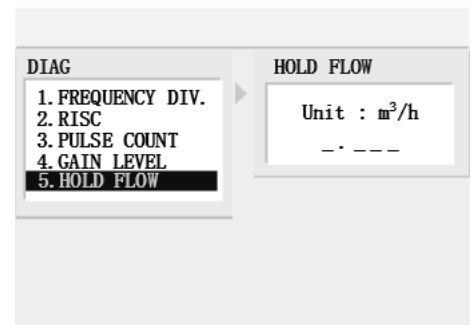 DIAG
1. FREQUENCY DIV.
2. RISC
3. PULSE COUNT
4. GAIN LEVEL
5. HOLD FLOW
HOLD FLOW
Unit : m³/h
_._ _ _